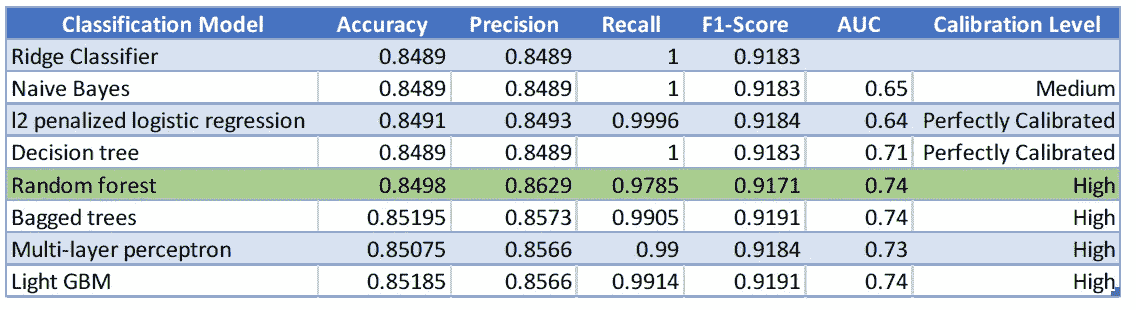 Classification Model Accuracy Precision Recall F1-Score AUC Calibration Level
Ridge Classifier 0.8489 0.8489 1 0.9183
Naive Bayes 0.8489 0.8489 1 0.9183 0.65 Medium
l2 penalized logistic regression 0.8491 0.8493 0.9996 0.9184 0.64 Perfectly Calibrated
Decision tree 0.8489 0.8489 1 0.9183 0.71 Perfectly Calibrated
Random forest 0.8498 0.8629 0.9785 0.9171 0.74 High
Bagged trees 0.85195 0.8573 0.9905 0.9191 0.74 High
Multi-layer perceptron 0.85075 0.8566 0.99 0.9184 0.73 High
Light GBM 0.85185 0.8566 0.9914 0.9191 0.74 High